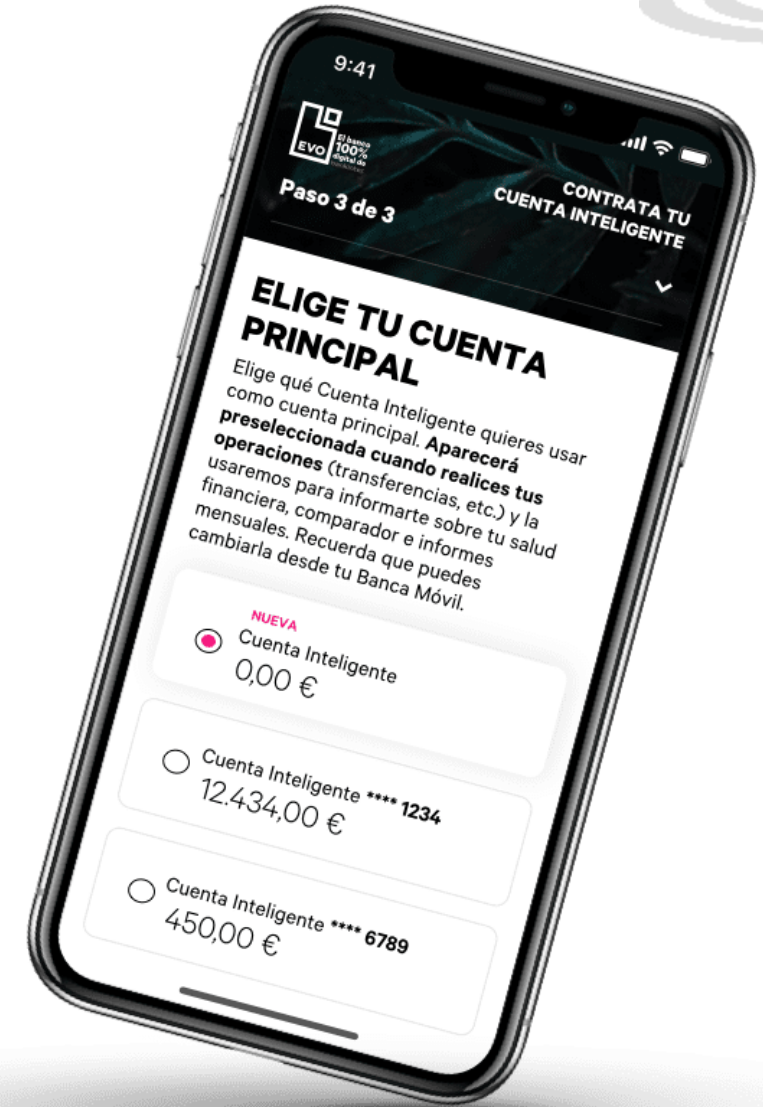 9:41
EVO
El banco
100%
digital de
Paso 3 de 3
CONTRATA TU
CUENTA INTELIGENTE
ELIGE TU CUENTA
PRINCIPAL
Elige qué Cuenta Inteligente quieres usar
como cuenta principal. Aparecerá
preseleccionada cuando realices tus
operaciones (transferencias, etc.) y la
usaremos para informarte sobre tu salud
financiera, comparador e informes
mensuales. Recuerda que puedes
cambiarla desde tu Banca Móvil.
NUEVA
Cuenta Inteligente
0,00 €
Cuenta Inteligente **** 1234
12.434,00 €
Cuenta Inteligente **** 6789
450,00 €